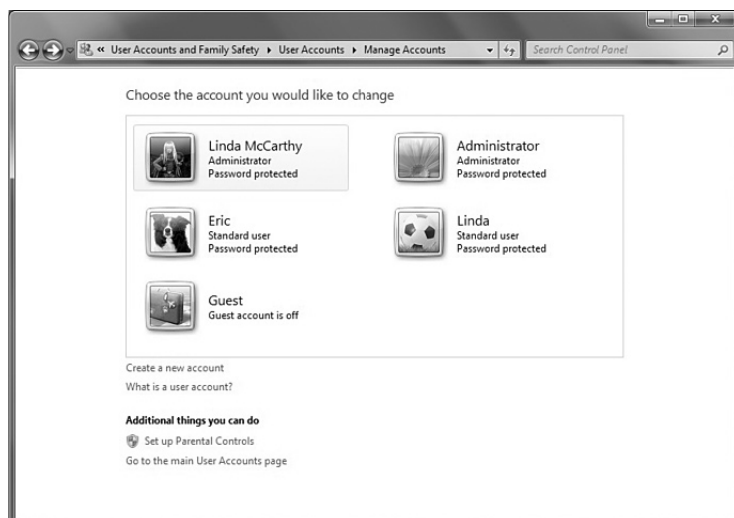 « User Accounts and Family Safety ▸ User Accounts ▸ Manage Accounts
Search Control Panel
Choose the account you would like to change
Linda McCarthy
Administrator
Password protected
Administrator
Administrator
Password protected
Eric
Standard user
Password protected
Linda
Standard user
Password protected
Guest
Guest account is off
Create a new account
What is a user account?
Additional things you can do
Set up Parental Controls
Go to the main User Accounts page